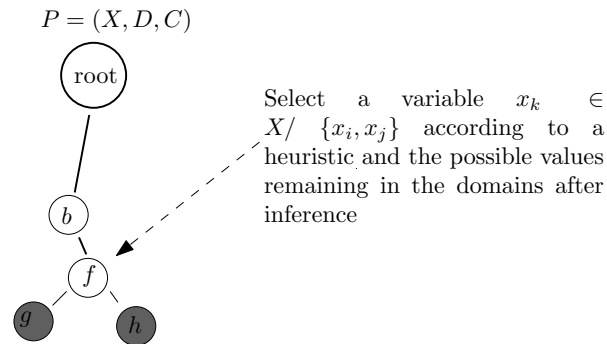 P = (X, D, C)
root
Select a variable x_k ∈
X/ {x_i, x_j} according to a
heuristic and the possible values
remaining in the domains after
inference
b
f
g
h